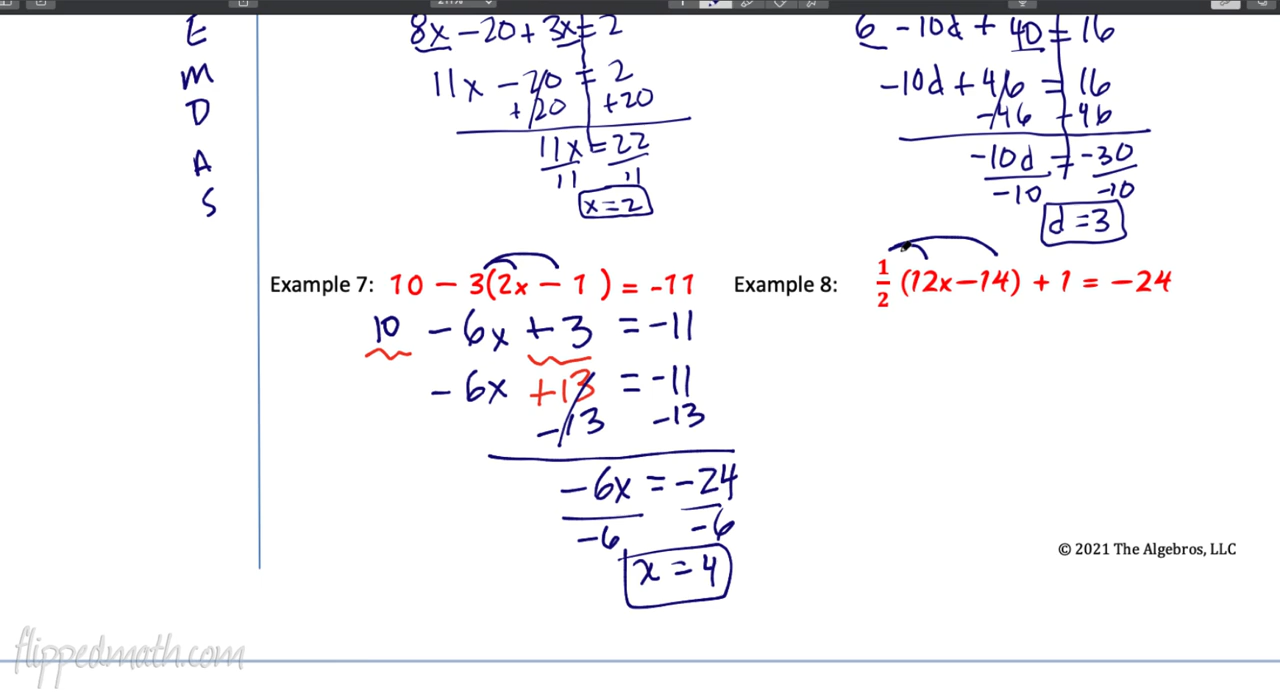 E
M
D
A
S
8x - 20 + 3x = 2
11x - 20 = 2
+20 +20
11x = 22
11 11
x = 2
6 - 10d + 40 = 16
-10d + 46 = 16
-46 -46
-10d = -30
-10 -10
d = 3
Example 7: 10 - 3(2x - 1) = -11
10 - 6x + 3 = -11
- 6x +13 = -11
-13 -13
-6x = -24
-6 -6
x = 4
Example 8: 1/2 (12x-14) + 1 = -24
© 2021 The Algebros, LLC
flippedmath.com